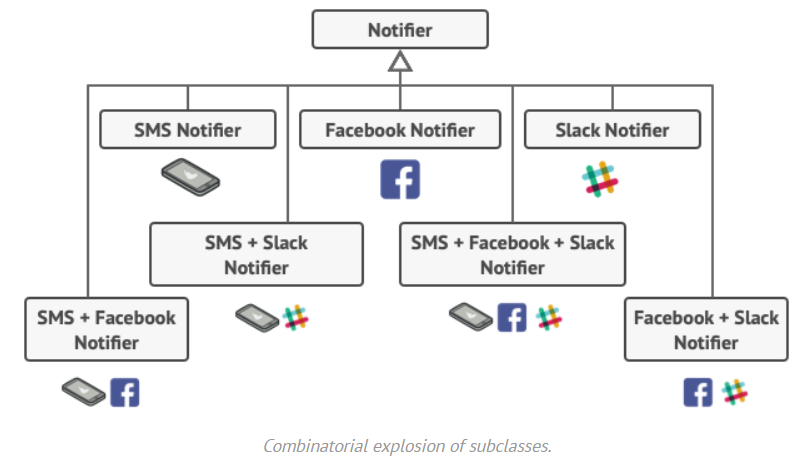 Notifier
SMS Notifier
Facebook Notifier
Slack Notifier
SMS + Slack
Notifier
SMS + Facebook + Slack
Notifier
SMS + Facebook
Notifier
Facebook + Slack
Notifier
Combinatorial explosion of subclasses.